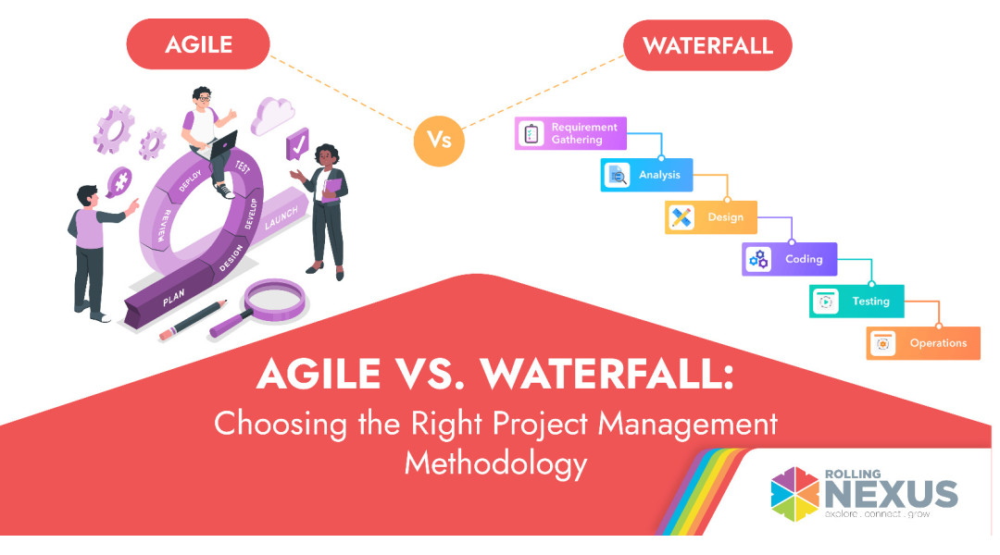 AGILE
WATERFALL
Vs
DEPLOY
TEST
REVIEW
DEVELOP
LAUNCH
DESIGN
PLAN
Requirement
Gathering
Analysis
Design
Coding
Testing
Operations
AGILE VS. WATERFALL:
Choosing the Right Project Management
Methodology
ROLLING
NEXUS
explore . connect . grow